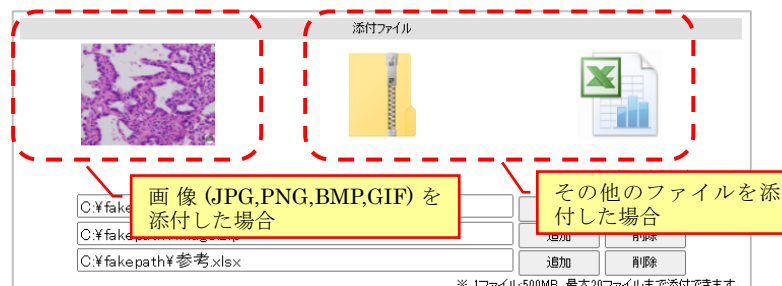 添付ファイル
画 像 (JPG,PNG,BMP,GIF) を
添付した場合
その他のファイルを添
付した場合
C:¥fake
C:¥fake
追加 削除
C:¥fakepath¥参考.xlsx
追加 削除
※ 1ファイル:500MB、最大20ファイルまで添付できます